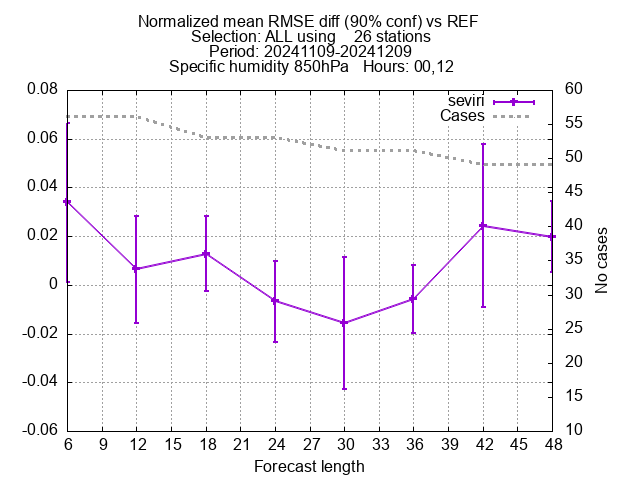 Normalized mean RMSE diff (90% conf) vs REF
Selection: ALL using    26 stations
Period: 20241109-20241209
Specific humidity 850hPa   Hours: 00,12
seviri
Cases
0.08
0.06
0.04
0.02
0
-0.02
-0.04
-0.06
60
55
50
45
40
35
30
25
20
15
10
No cases
6 9 12 15 18 21 24 27 30 33 36 39 42 45 48
Forecast length